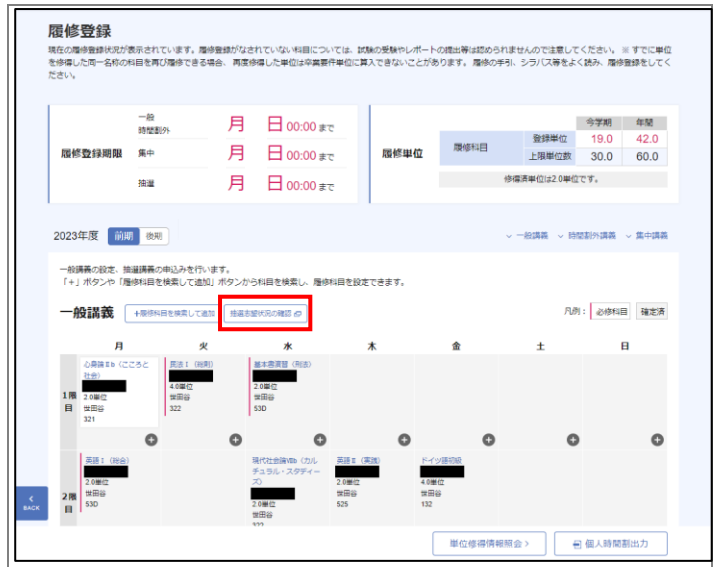 履修登録
現在の履修登録状況が表示されています。履修登録がなされていない科目については、試験の受験やレポートの提出等は認められませんので注意してください。 ※ すでに単位
を修得した同一名称の科目を再び履修できる場合、 再度修得した単位は卒業要件単位に算入できないことがあります。 履修の手引、シラバス等をよく読み、履修登録をしてく
ださい。
履修登録期限
一般
時間割外
月 日 00:00 まで
集中
月 日 00:00 まで
抽選
月 日 00:00 まで
履修単位
今学期 年間
履修科目
登録単位 19.0 42.0
上限単位数 30.0 60.0
修得済単位は2.0単位です。
2023年度 前期 後期
一般講義 時間割外講義 集中講義
一般講義の設定、抽選講義の申込みを行います。
「+」ボタンや「履修科目を検索して追加」ボタンから科目を検索し、履修科目を設定できます。
一般講義 +履修科目を検索して追加 抽選志望状況の確認
凡例: 必修科目 確定済
月 火 水 木 金 土 日
1限
目
心身論Ⅱb（こころと
社会）
2.0単位
世田谷
321
民法Ⅰ（総則）
4.0単位
世田谷
322
基本演習（刑法）
2.0単位
世田谷
53D
2限
目
英語Ⅰ（総合）
2.0単位
世田谷
53D
現代社会論Ⅶb（カル
チュラル・スタディー
ズ）
2.0単位
世田谷
322
英語Ⅱ（実践）
2.0単位
世田谷
525
ドイツ語初級
4.0単位
世田谷
132
BACK
単位修得情報照会
個人時間割出力